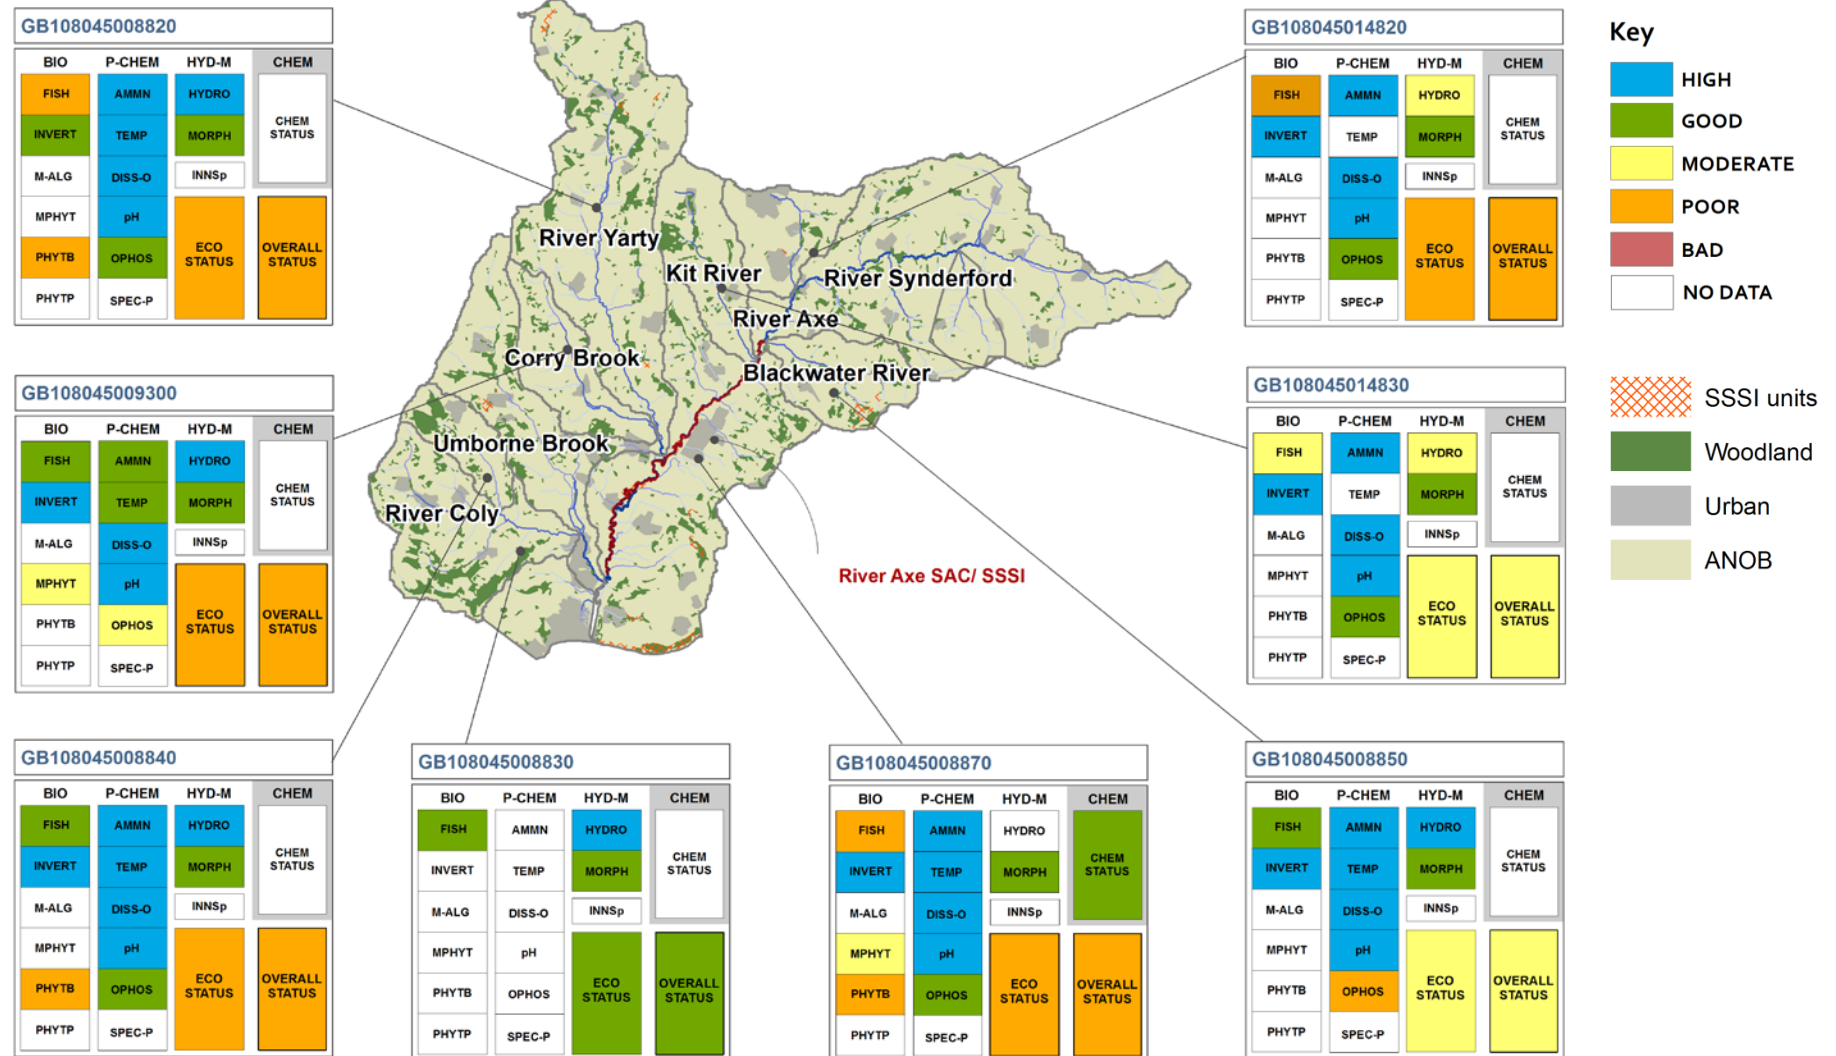 GB108045008820
BIO P-CHEM HYD-M CHEM
FISH AMMN HYDRO CHEM STATUS
INVERT TEMP MORPH
M-ALG DISS-O INNSp
MPHYT pH ECO STATUS OVERALL STATUS
PHYTB OPHOS
PHYTP SPEC-P
GB108045009300
BIO P-CHEM HYD-M CHEM
FISH AMMN HYDRO CHEM STATUS
INVERT TEMP MORPH
M-ALG DISS-O INNSp
MPHYT pH ECO STATUS OVERALL STATUS
PHYTB OPHOS
PHYTP SPEC-P
GB108045008840
BIO P-CHEM HYD-M CHEM
FISH AMMN HYDRO CHEM STATUS
INVERT TEMP MORPH
M-ALG DISS-O INNSp
MPHYT pH ECO STATUS OVERALL STATUS
PHYTB OPHOS
PHYTP SPEC-P
River Yarty
Kit River
River Synderford
River Axe
Corry Brook
Blackwater River
Umborne Brook
River Coly
River Axe SAC/ SSSI
GB108045008830
BIO P-CHEM HYD-M CHEM
FISH AMMN HYDRO CHEM STATUS
INVERT TEMP MORPH
M-ALG DISS-O INNSp
MPHYT pH ECO STATUS OVERALL STATUS
PHYTB OPHOS
PHYTP SPEC-P
GB108045008870
BIO P-CHEM HYD-M CHEM
FISH AMMN HYDRO CHEM STATUS
INVERT TEMP MORPH
M-ALG DISS-O INNSp
MPHYT pH ECO STATUS OVERALL STATUS
PHYTB OPHOS
PHYTP SPEC-P
GB108045014820
BIO P-CHEM HYD-M CHEM
FISH AMMN HYDRO CHEM STATUS
INVERT TEMP MORPH
M-ALG DISS-O INNSp
MPHYT pH ECO STATUS OVERALL STATUS
PHYTB OPHOS
PHYTP SPEC-P
GB108045014830
BIO P-CHEM HYD-M CHEM
FISH AMMN HYDRO CHEM STATUS
INVERT TEMP MORPH
M-ALG DISS-O INNSp
MPHYT pH ECO STATUS OVERALL STATUS
PHYTB OPHOS
PHYTP SPEC-P
GB108045008850
BIO P-CHEM HYD-M CHEM
FISH AMMN HYDRO CHEM STATUS
INVERT TEMP MORPH
M-ALG DISS-O INNSp
MPHYT pH ECO STATUS OVERALL STATUS
PHYTB OPHOS
PHYTP SPEC-P
Key
HIGH
GOOD
MODERATE
POOR
BAD
NO DATA
SSSI units
Woodland
Urban
ANOB